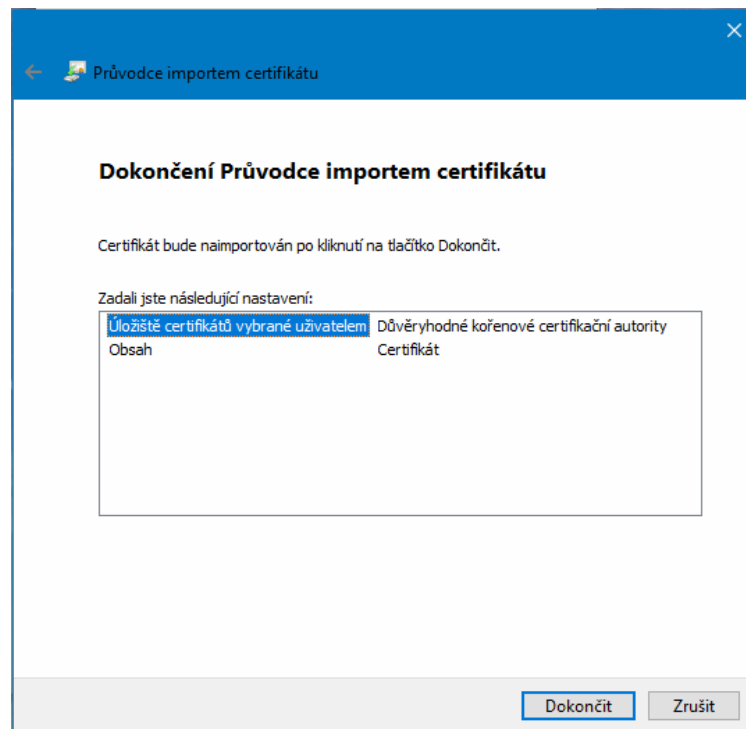 Průvodce importem certifikátu
Dokončení Průvodce importem certifikátu
Certifikát bude naimportován po kliknutí na tlačítko Dokončit.
Zadali jste následující nastavení:
Úložiště certifikátů vybrané uživatelem Důvěryhodné kořenové certifikační autority
Obsah Certifikát
Dokončit Zrušit